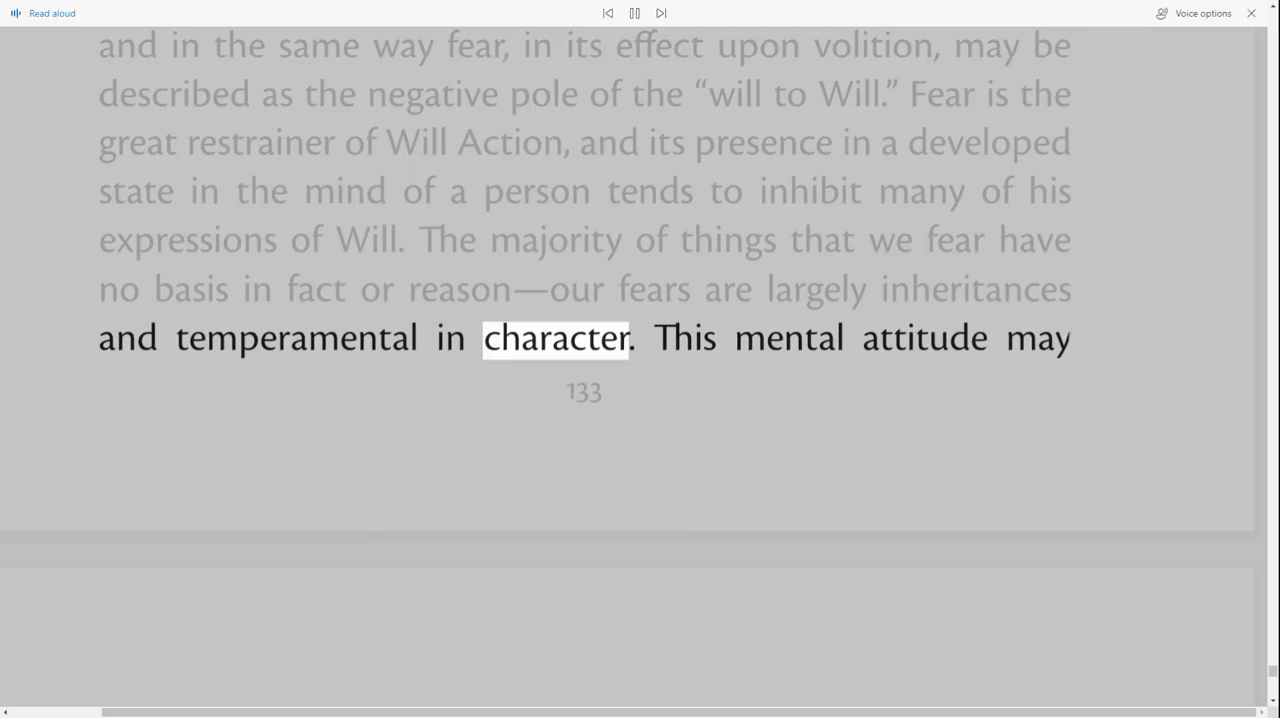 Read aloud
Voice options
and in the same way fear, in its effect upon volition, may be
described as the negative pole of the “will to Will.” Fear is the
great restrainer of Will Action, and its presence in a developed
state in the mind of a person tends to inhibit many of his
expressions of Will. The majority of things that we fear have
no basis in fact or reason—our fears are largely inheritances
and temperamental in character. This mental attitude may
133